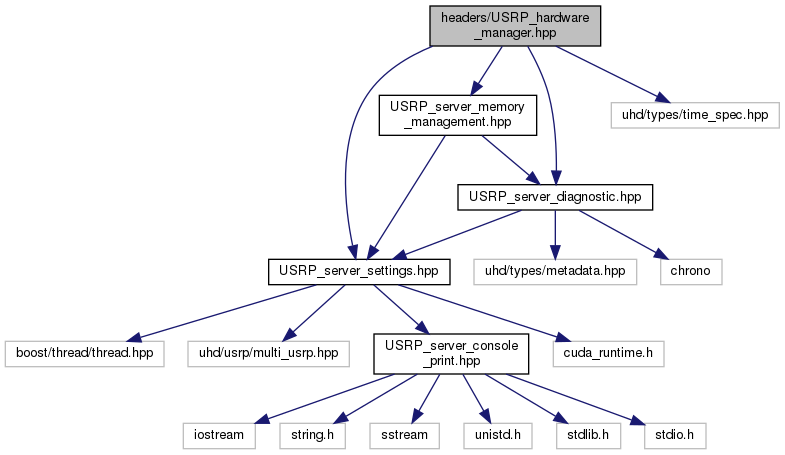 headers/USRP_hardware
_manager.hpp
USRP_server_memory
_management.hpp
uhd/types/time_spec.hpp
USRP_server_diagnostic.hpp
USRP_server_settings.hpp
uhd/types/metadata.hpp
chrono
boost/thread/thread.hpp
uhd/usrp/multi_usrp.hpp
USRP_server_console
_print.hpp
cuda_runtime.h
iostream
string.h
sstream
unistd.h
stdlib.h
stdio.h